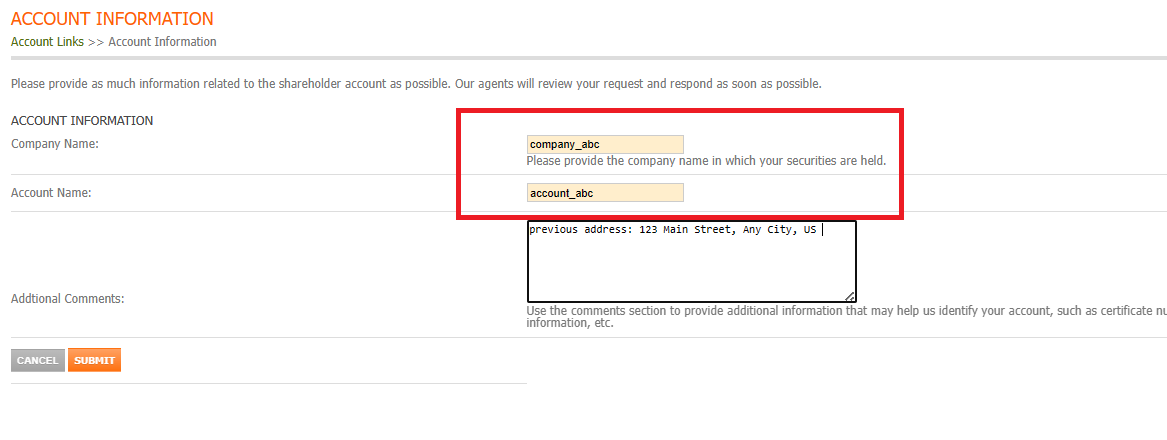 ACCOUNT INFORMATION
Account Links >> Account Information
Please provide as much information related to the shareholder account as possible. Our agents will review your request and respond as soon as possible.
ACCOUNT INFORMATION
Company Name:
company_abc
Please provide the company name in which your securities are held.
Account Name:
account_abc
previous address: 123 Main Street, Any City, US
Addtional Comments:
Use the comments section to provide additional information that may help us identify your account, such as certificate
information, etc.
CANCEL SUBMIT